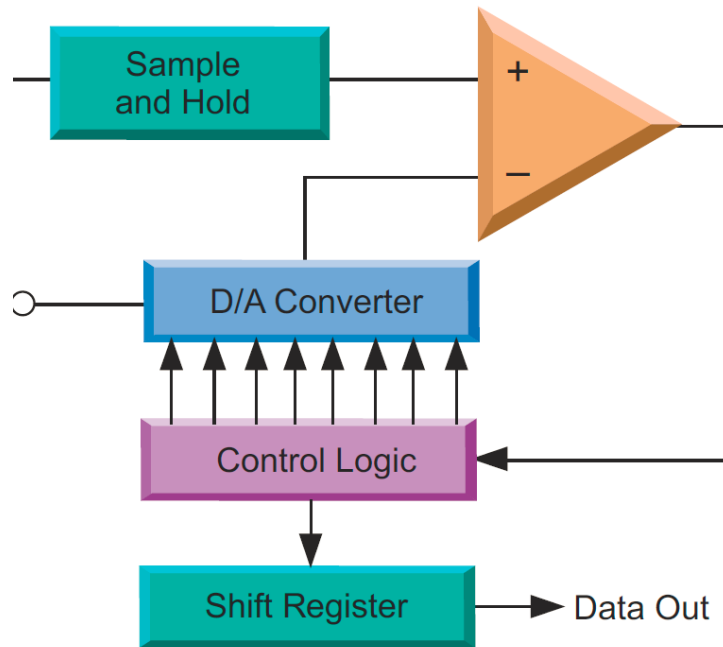 Sample
and Hold
+
−
D/A Converter
Control Logic
Shift Register
Data Out